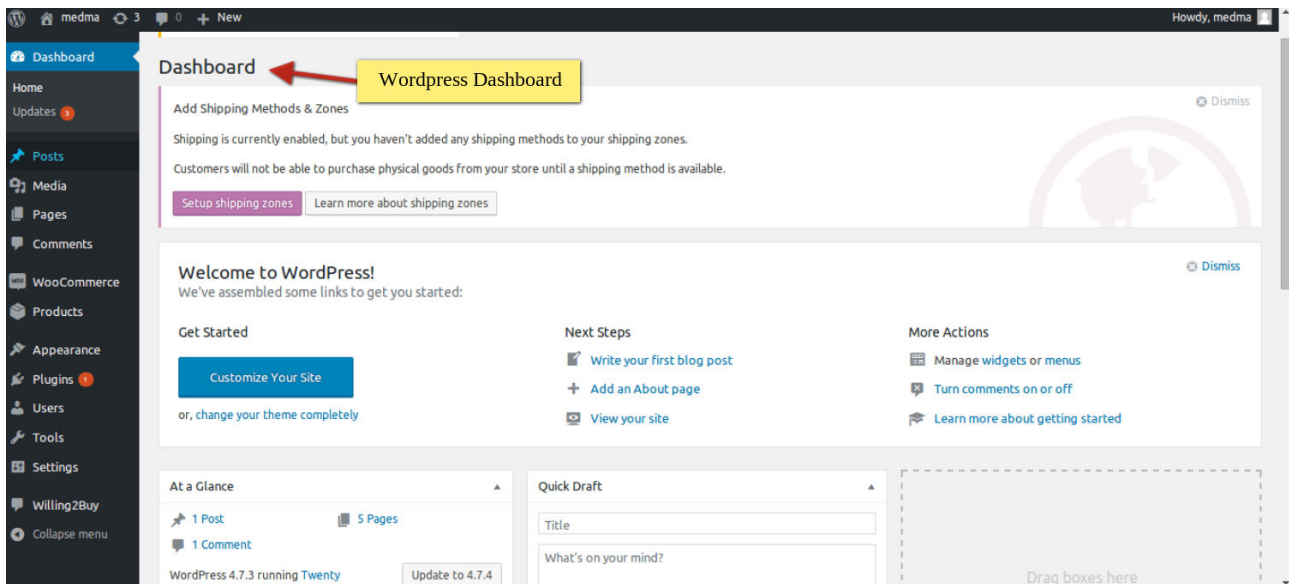 medma 3 0 + New
Howdy, medma
Dashboard
Home
Updates 3
Posts
Media
Pages
Comments
WooCommerce
Products
Appearance
Plugins 1
Users
Tools
Settings
Willing2Buy
Collapse menu
Dashboard
Wordpress Dashboard
Add Shipping Methods & Zones
Dismiss
Shipping is currently enabled, but you haven't added any shipping methods to your shipping zones.
Customers will not be able to purchase physical goods from your store until a shipping method is available.
Setup shipping zones
Learn more about shipping zones
Welcome to WordPress!
Dismiss
We've assembled some links to get you started:
Get Started
Customize Your Site
or, change your theme completely
Next Steps
Write your first blog post
Add an About page
View your site
More Actions
Manage widgets or menus
Turn comments on or off
Learn more about getting started
At a Glance
1 Post
5 Pages
1 Comment
WordPress 4.7.3 running Twenty
Update to 4.7.4
Quick Draft
Title
What's on your mind?
Drag boxes here